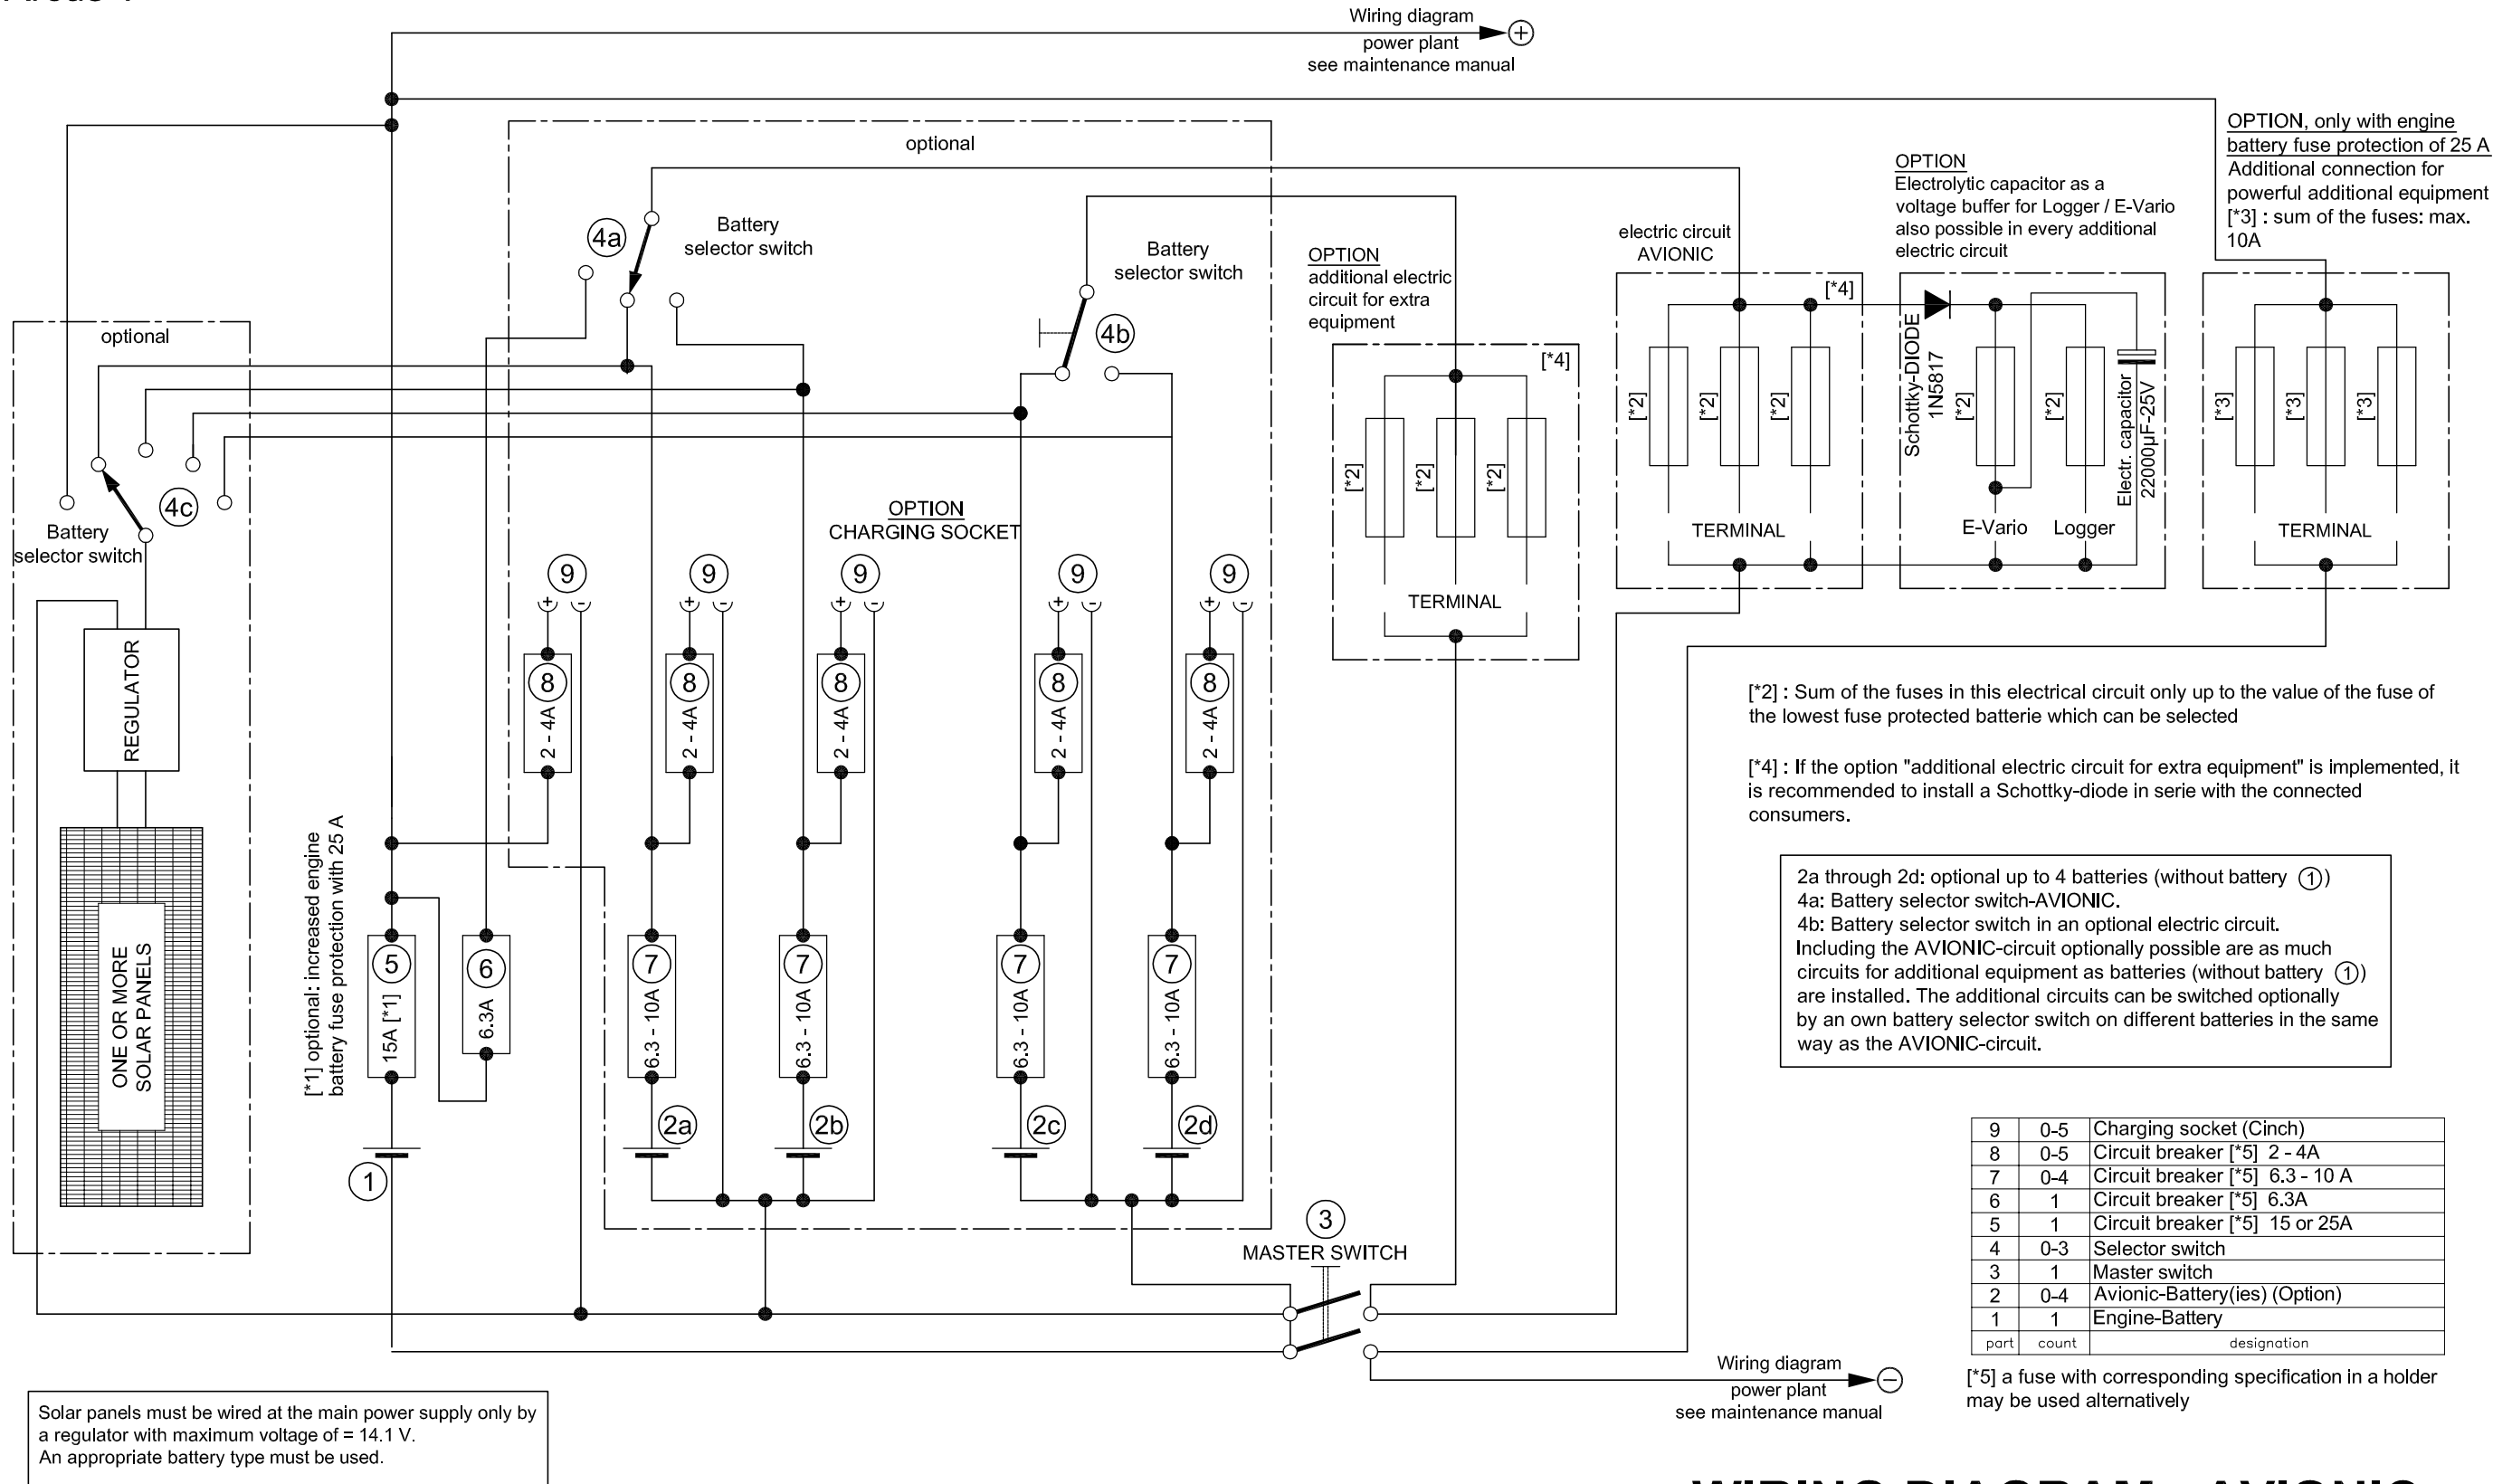 Wiring diagram
power plant
see maintenance manual
+
OPTION, only with engine
battery fuse protection of 25 A
Additional connection for
powerful additional equipment
[*3] : sum of the fuses: max.
10A
optional
OPTION
Electrolytic capacitor as a
voltage buffer for Logger / E-Vario
also possible in every additional
electric circuit
4a
Battery
selector switch
electric circuit
AVIONIC
Battery
selector switch
4b
OPTION
additional electric
circuit for extra
equipment
[*4]
[*4]
optional
Schottky-DIODE
1N5817
[*2]
[*2]
[*2]
[*2]
[*2]
Electr. capacitor
22000µF-25V
[*3]
[*3]
[*3]
[*2]
[*2]
[*2]
4c
Battery
selector switch
OPTION
CHARGING SOCKET
TERMINAL
E-Vario
Logger
TERMINAL
TERMINAL
9
9
9
9
9
+ -
+ -
+ -
+ -
+ -
REGULATOR
8
2 - 4A
8
2 - 4A
8
2 - 4A
8
2 - 4A
8
2 - 4A
[*2] : Sum of the fuses in this electrical circuit only up to the value of the fuse of
the lowest fuse protected batterie which can be selected
[*4] : If the option "additional electric circuit for extra equipment" is implemented, it
is recommended to install a Schottky-diode in serie with the connected
consumers.
[*1] optional: increased engine
battery fuse protection with 25 A
ONE OR MORE
SOLAR PANELS
5
15A [*1]
6
6.3A
7
6.3 - 10A
7
6.3 - 10A
7
6.3 - 10A
7
6.3 - 10A
2a through 2d: optional up to 4 batteries (without battery 1)
4a: Battery selector switch-AVIONIC.
4b: Battery selector switch in an optional electric circuit.
Including the AVIONIC-circuit optionally possible are as much
circuits for additional equipment as batteries (without battery 1)
are installed. The additional circuits can be switched optionally
by an own battery selector switch on different batteries in the same
way as the AVIONIC-circuit.
1
2a
2b
2c
2d
3
MASTER SWITCH
9 0-5 Charging socket (Cinch)
8 0-5 Circuit breaker [*5] 2 - 4A
7 0-4 Circuit breaker [*5] 6.3 - 10 A
6 1 Circuit breaker [*5] 6.3A
5 1 Circuit breaker [*5] 15 or 25A
4 0-3 Selector switch
3 1 Master switch
2 0-4 Avionic-Battery(ies) (Option)
1 1 Engine-Battery
part count designation
[*5] a fuse with corresponding specification in a holder
may be used alternatively
Wiring diagram
power plant
see maintenance manual
-
Solar panels must be wired at the main power supply only by
a regulator with maximum voltage of = 14.1 V.
An appropriate battery type must be used.
WIRING DIAGRAM - AVIONIC